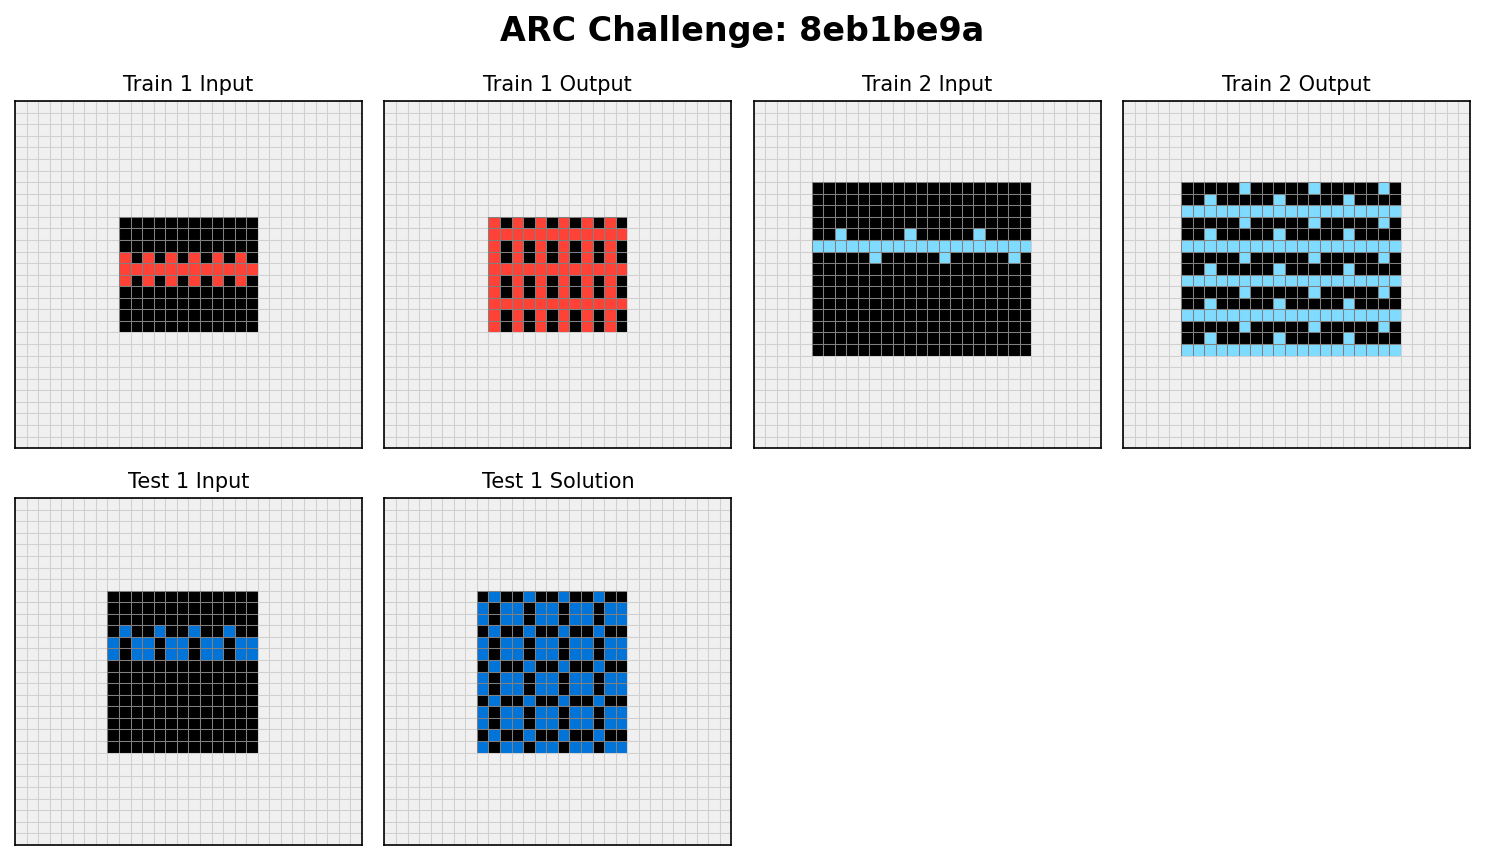 ARC Challenge: 8eb1be9a
Train 1 Input
Train 1 Output
Train 2 Input
Train 2 Output
Test 1 Input
Test 1 Solution